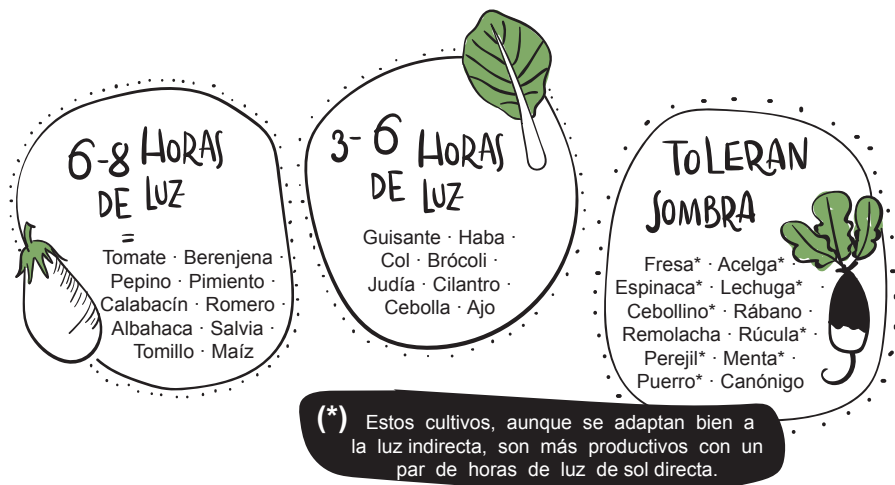 6-8 HORAS
DE LUZ
=
Tomate · Berenjena ·
Pepino · Pimiento ·
Calabacín · Romero ·
Albahaca · Salvia ·
Tomillo · Maíz
3-6 HORAS
DE LUZ
Guisante · Haba ·
Col · Brócoli ·
Judía · Cilantro ·
Cebolla · Ajo
TOLERAN
SOMBRA
Fresa* · Acelga* ·
Espinaca* · Lechuga* ·
Cebollino* · Rábano ·
Remolacha · Rúcula* ·
Perejil* · Menta* ·
Puerro* · Canónigo
(*) Estos cultivos, aunque se adaptan bien a
la luz indirecta, son más productivos con un
par de horas de luz de sol directa.